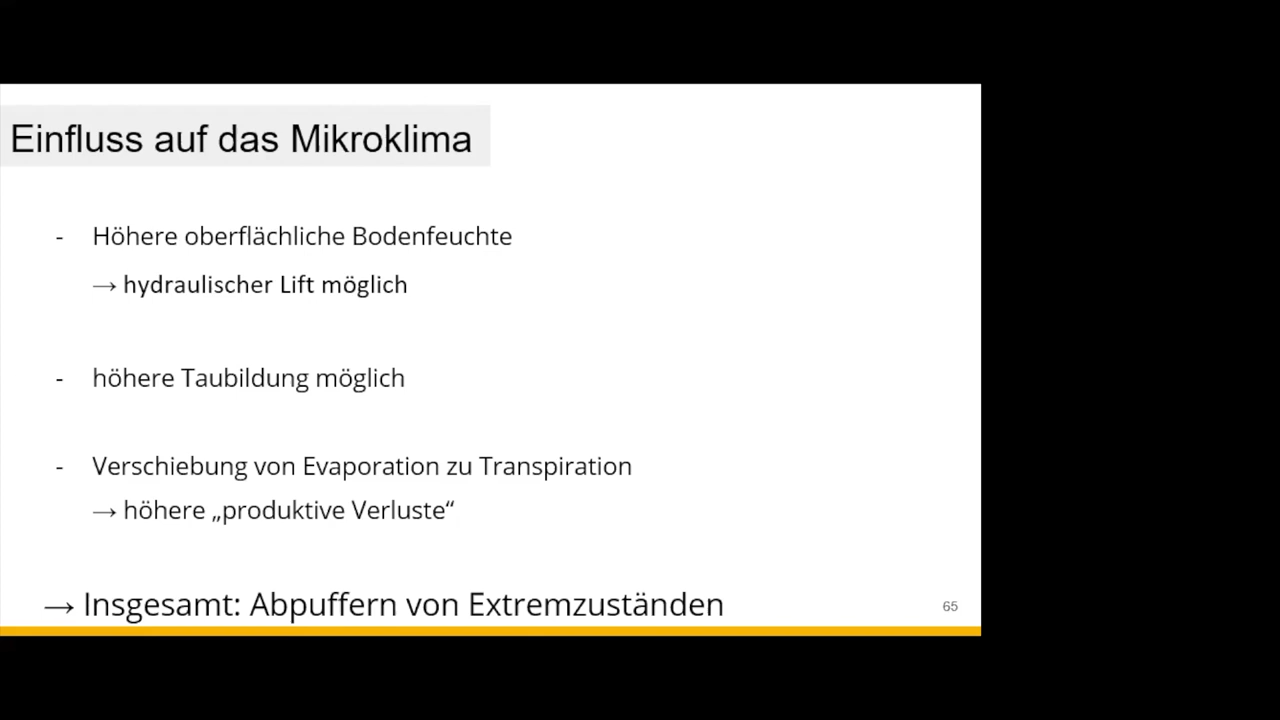 Einfluss auf das Mikroklima
- Höhere oberflächliche Bodenfeuchte
→ hydraulischer Lift möglich
- höhere Taubildung möglich
- Verschiebung von Evaporation zu Transpiration
→ höhere „produktive Verluste“
→ Insgesamt: Abpuffern von Extremzuständen
65